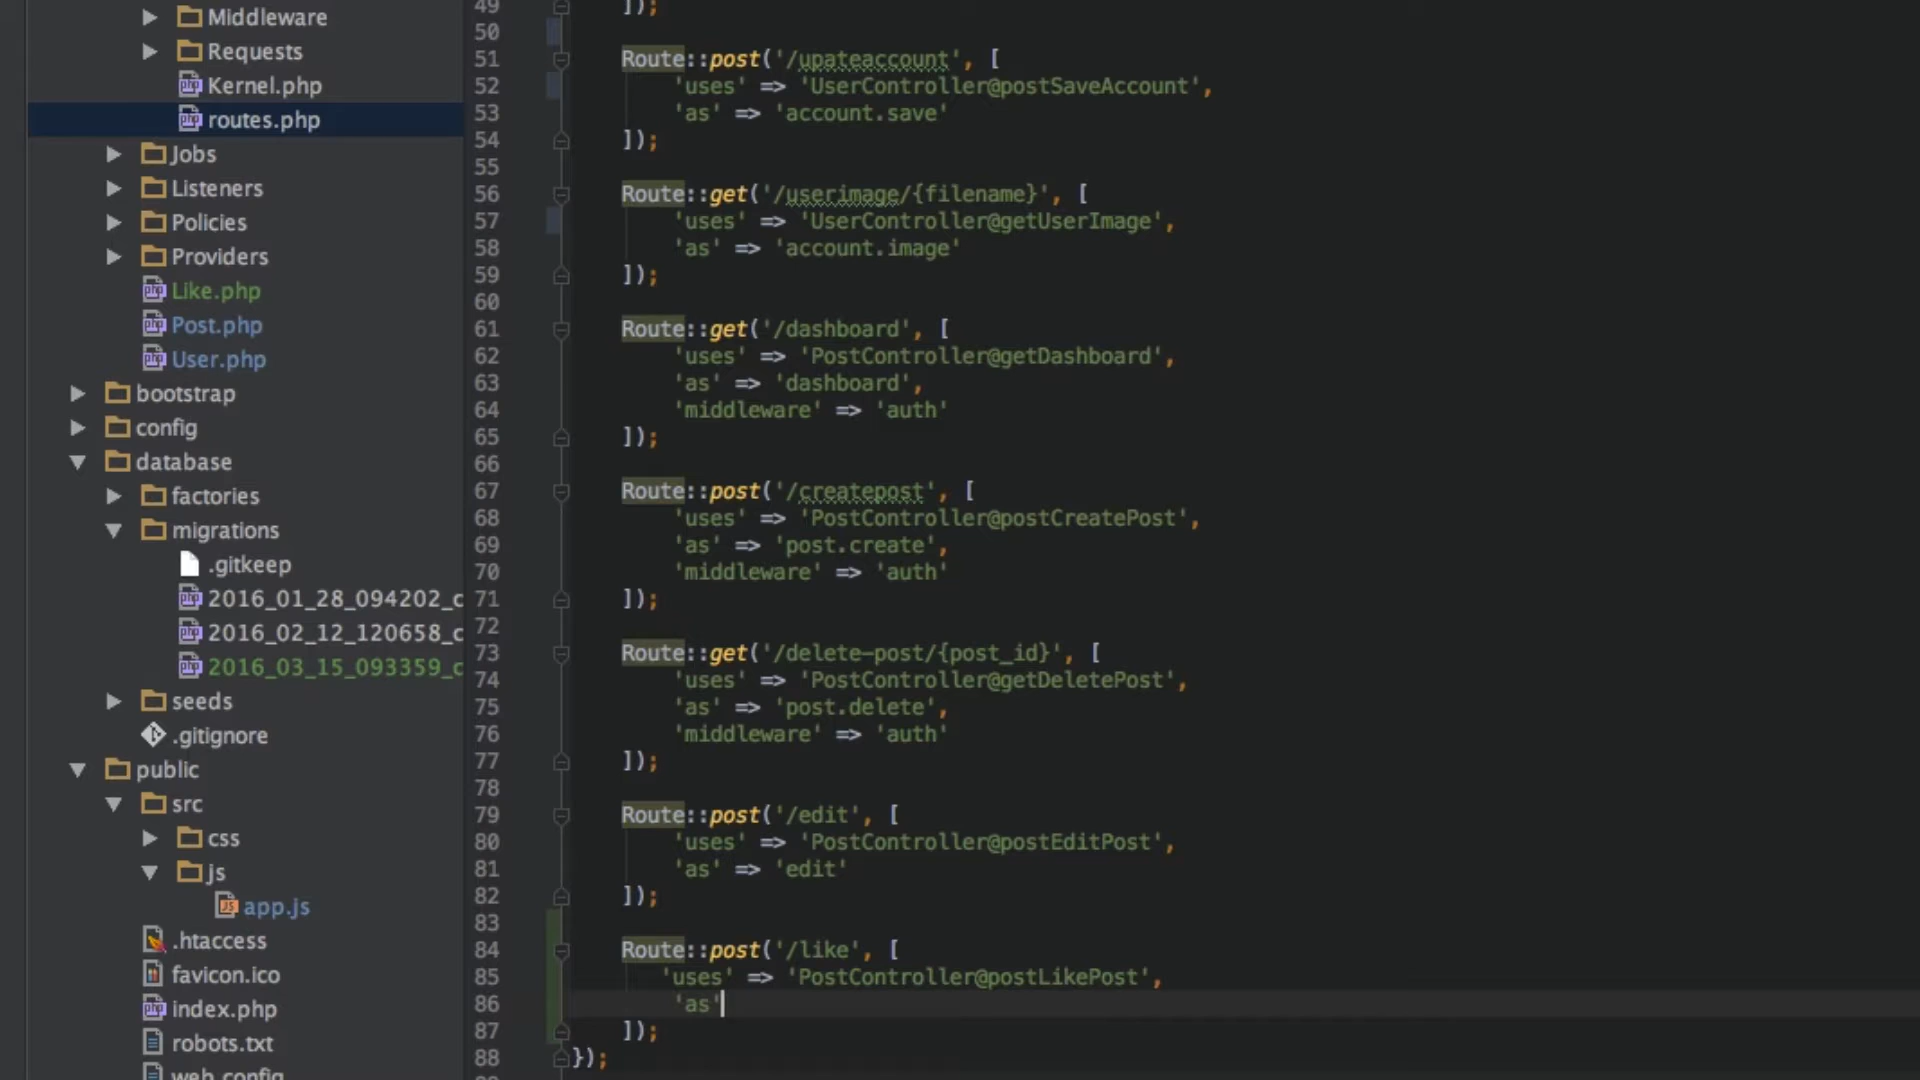 Middleware
Requests
Kernel.php
routes.php
Jobs
Listeners
Policies
Providers
Like.php
Post.php
User.php
bootstrap
config
database
factories
migrations
.gitkeep
2016_01_28_094202_c
2016_02_12_120658_c
2016_03_15_093359_c
seeds
.gitignore
public
src
css
js
app.js
.htaccess
favicon.ico
index.php
robots.txt
web.config
49 ]);
50
51 Route::post('/upateaccount', [
52 'uses' => 'UserController@postSaveAccount',
53 'as' => 'account.save'
54 ]);
55
56 Route::get('/userimage/{filename}', [
57 'uses' => 'UserController@getUserImage',
58 'as' => 'account.image'
59 ]);
60
61 Route::get('/dashboard', [
62 'uses' => 'PostController@getDashboard',
63 'as' => 'dashboard',
64 'middleware' => 'auth'
65 ]);
66
67 Route::post('/createpost', [
68 'uses' => 'PostController@postCreatePost',
69 'as' => 'post.create',
70 'middleware' => 'auth'
71 ]);
72
73 Route::get('/delete-post/{post_id}', [
74 'uses' => 'PostController@getDeletePost',
75 'as' => 'post.delete',
76 'middleware' => 'auth'
77 ]);
78
79 Route::post('/edit', [
80 'uses' => 'PostController@postEditPost',
81 'as' => 'edit'
82 ]);
83
84 Route::post('/like', [
85 'uses' => 'PostController@postLikePost',
86 'as'
87 ]);
88 });